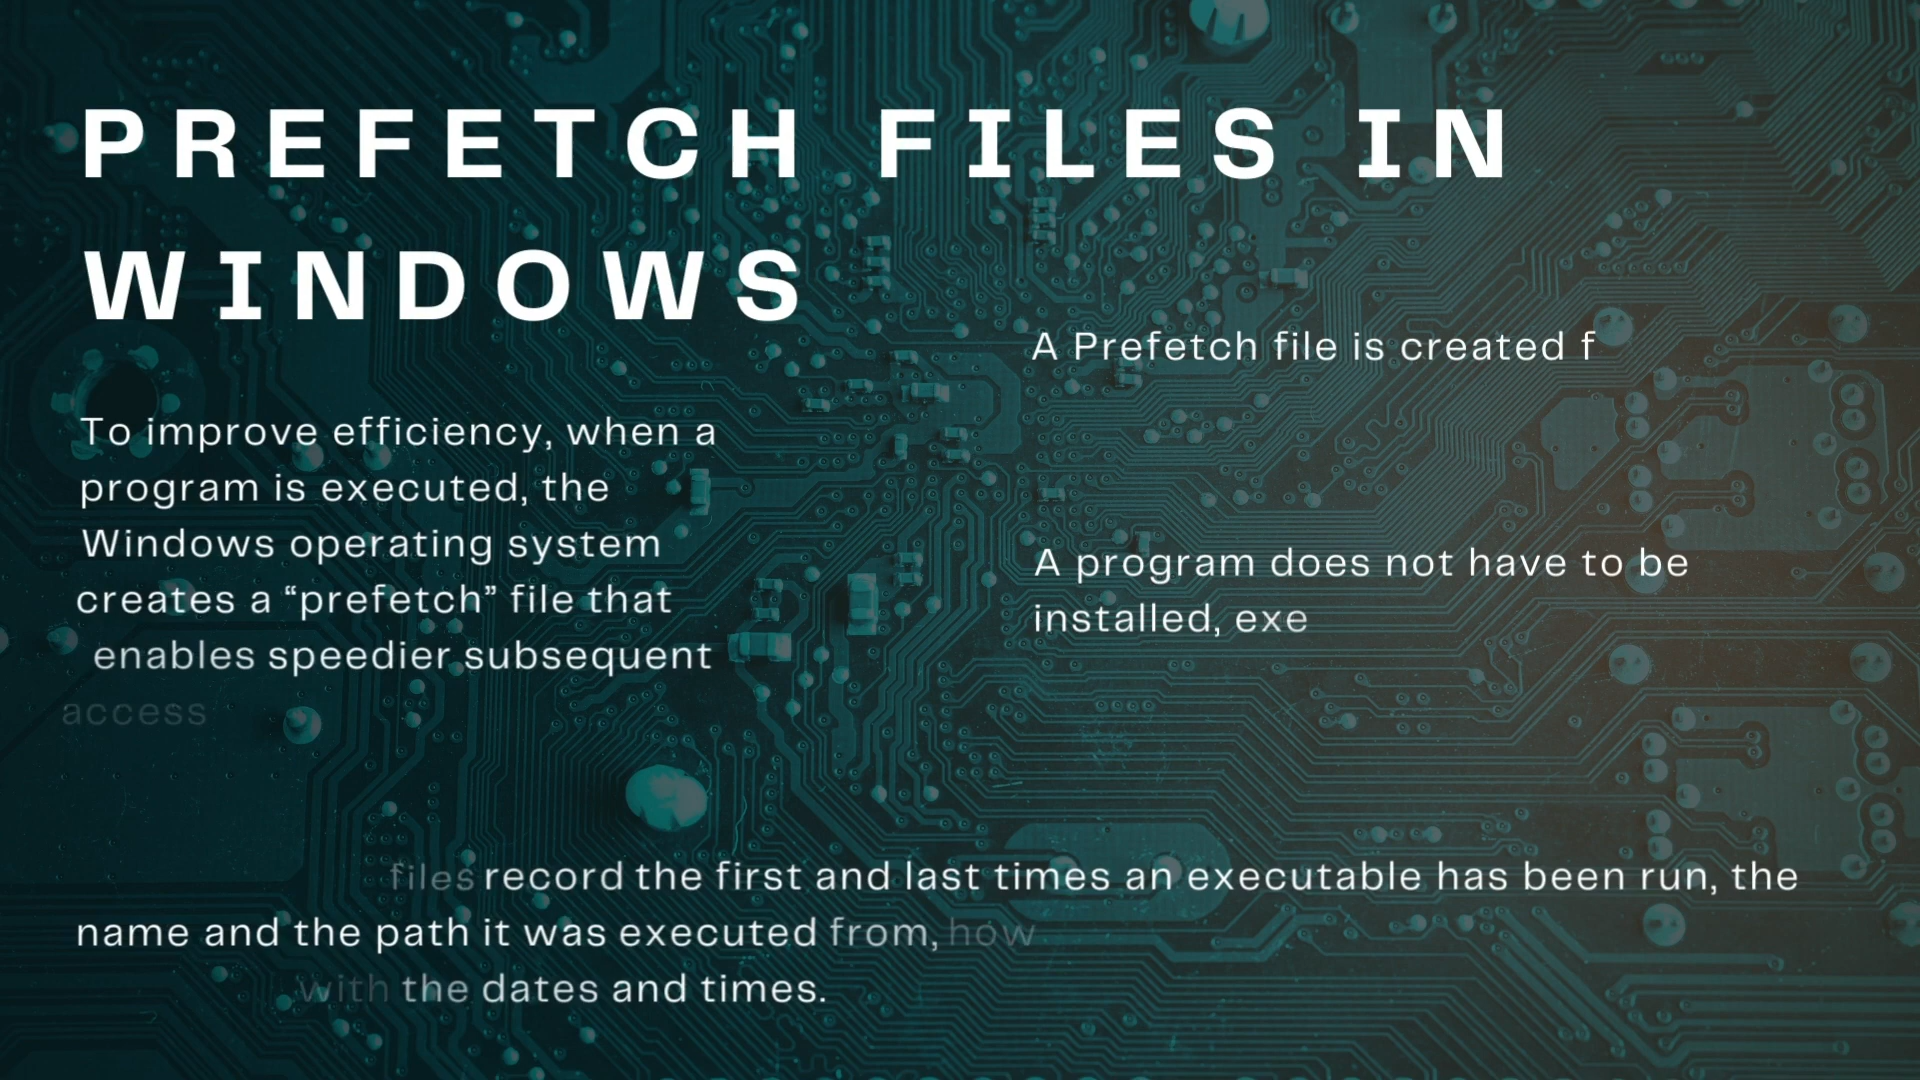 PREFETCH FILES IN
WINDOWS
To improve efficiency, when a
program is executed, the
Windows operating system
creates a “prefetch” file that
enables speedier subsequent
access
A Prefetch file is created f
A program does not have to be
installed, exe
files record the first and last times an executable has been run, the
name and the path it was executed from, how
with the dates and times.